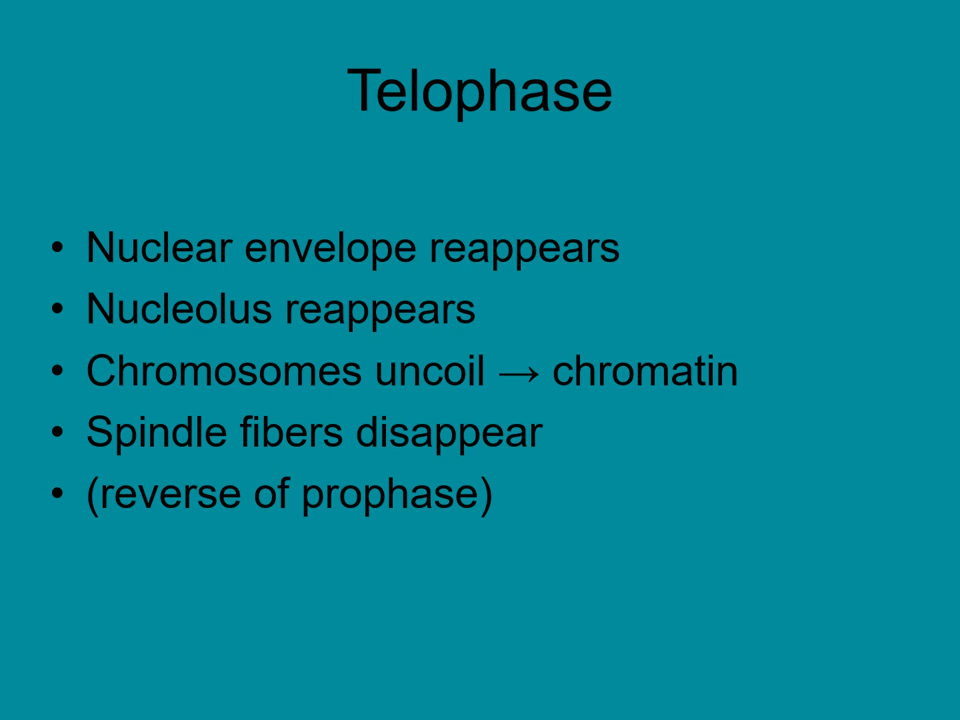 Telophase
• Nuclear envelope reappears
• Nucleolus reappears
• Chromosomes uncoil → chromatin
• Spindle fibers disappear
• (reverse of prophase)